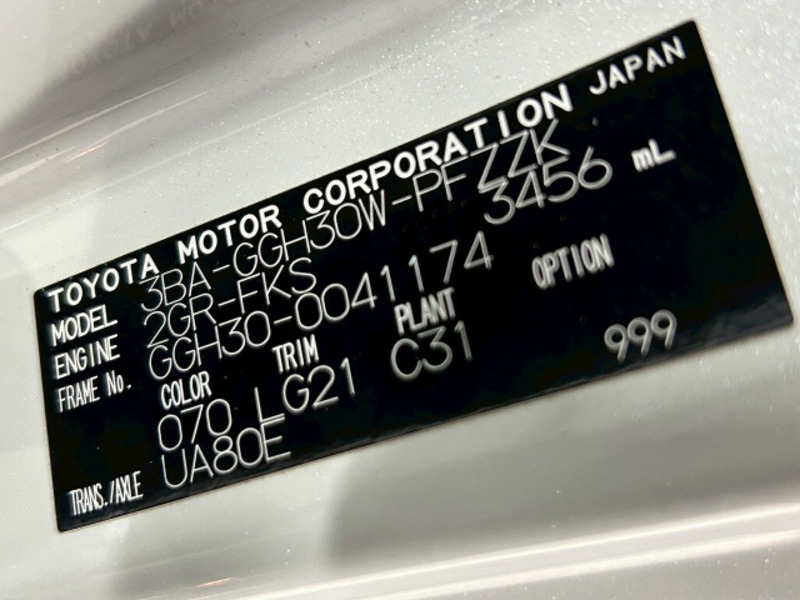 TOYOTA MOTOR CORPORATION JAPAN
MODEL 3BA-GGH30W-PFZZK
ENGINE 2GR-FKS 3456 mL
FRAME No. GGH30-0041174
COLOR TRIM PLANT OPTION
070 LG21 C31 999
TRANS./AXLE UA80E